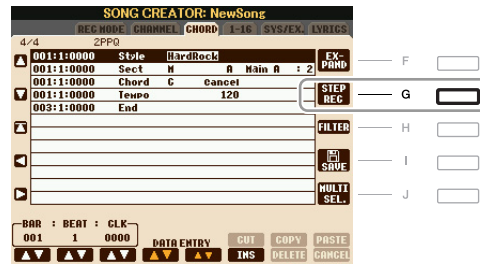 SONG CREATOR: NewSong
REC MODE CHANNEL CHORD 1-16 SYS/EX. LYRICS
4/4 2PPQ
001:1:0000 Style HardRock
001:1:0000 Sect M A Main A : 2
001:1:0000 Chord C cancel
001:1:0000 Tempo 120
003:1:0000 End
EX-
PAND
F
STEP
REC
G
FILTER
H
SAVE
I
MULTI
SEL.
J
BAR : BEAT : CLK
001 1 0000
DATA ENTRY
CUT COPY PASTE
INS DELETE CANCEL